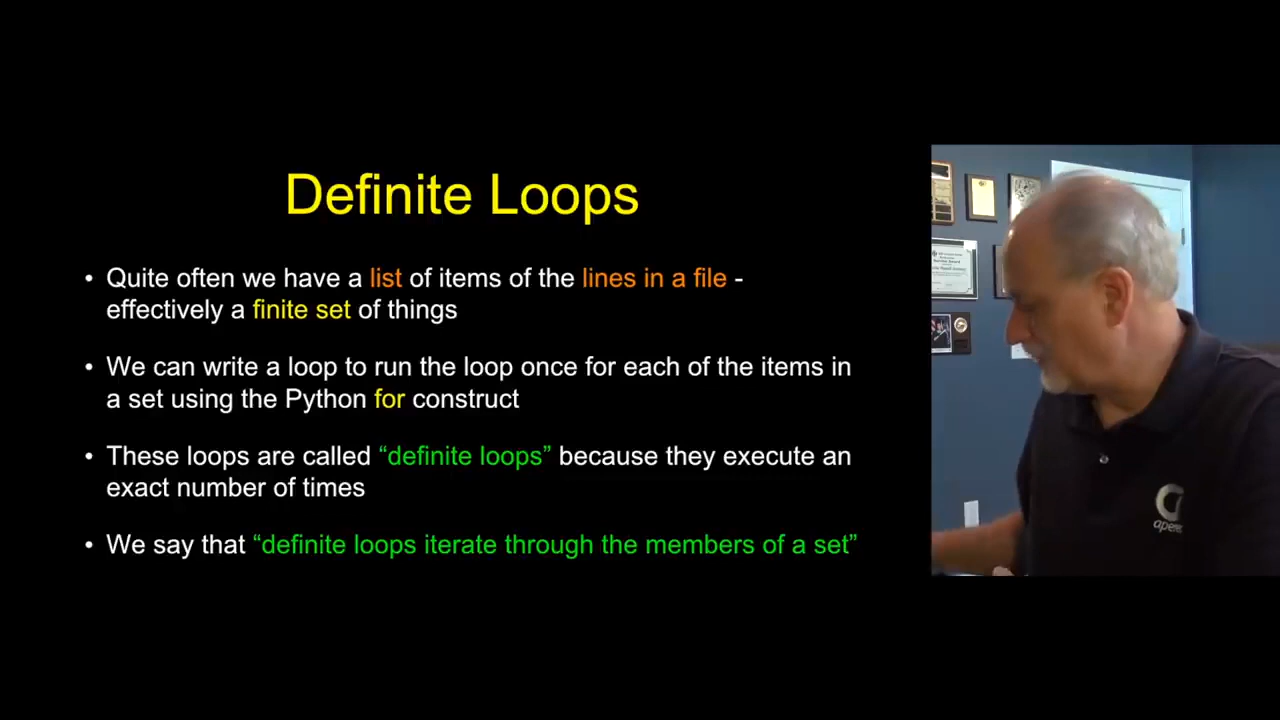 Definite Loops
• Quite often we have a list of items of the lines in a file -
effectively a finite set of things
• We can write a loop to run the loop once for each of the items in
a set using the Python for construct
• These loops are called “definite loops” because they execute an
exact number of times
• We say that “definite loops iterate through the members of a set”